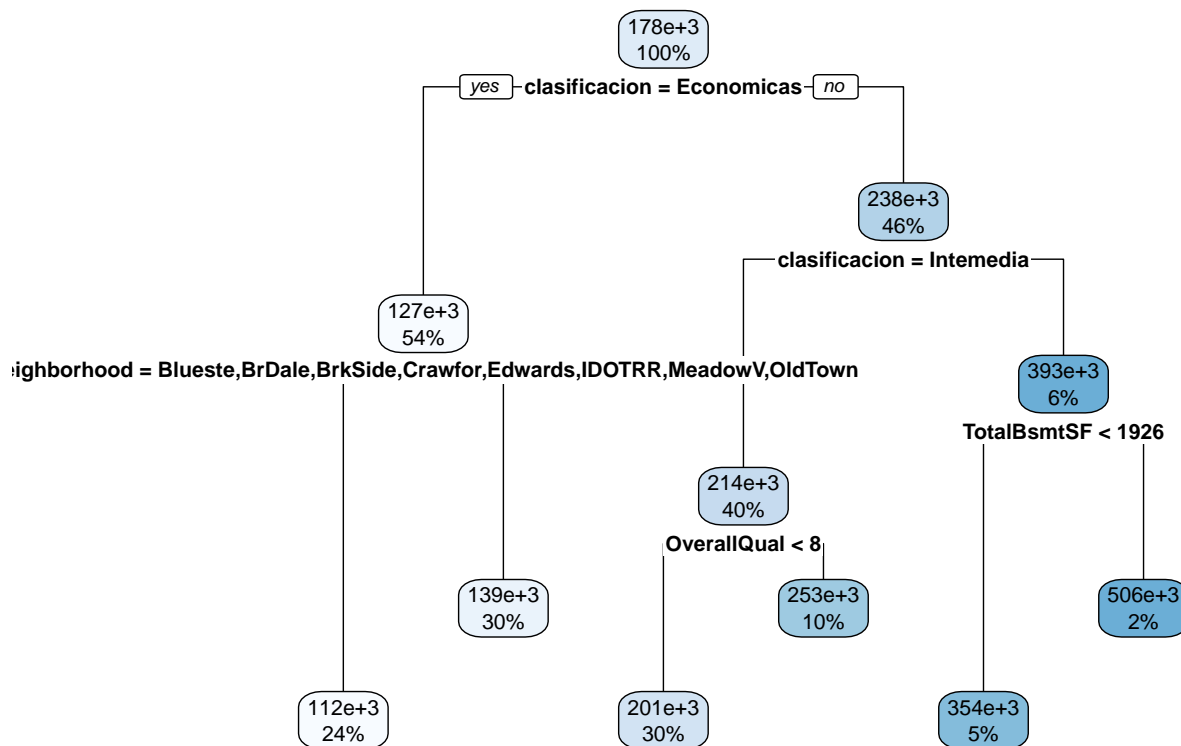 178e+3
100%
yes clasificacion = Economicas no
238e+3
46%
clasificacion = Intemedia
127e+3
54%
eighborhood = Blueste,BrDale,BrkSide,Crawfor,Edwards,IDOTRR,MeadowV,OldTown
393e+3
6%
TotalBsmtSF < 1926
214e+3
40%
OverallQual < 8
139e+3
30%
253e+3
10%
506e+3
2%
112e+3
24%
201e+3
30%
354e+3
5%